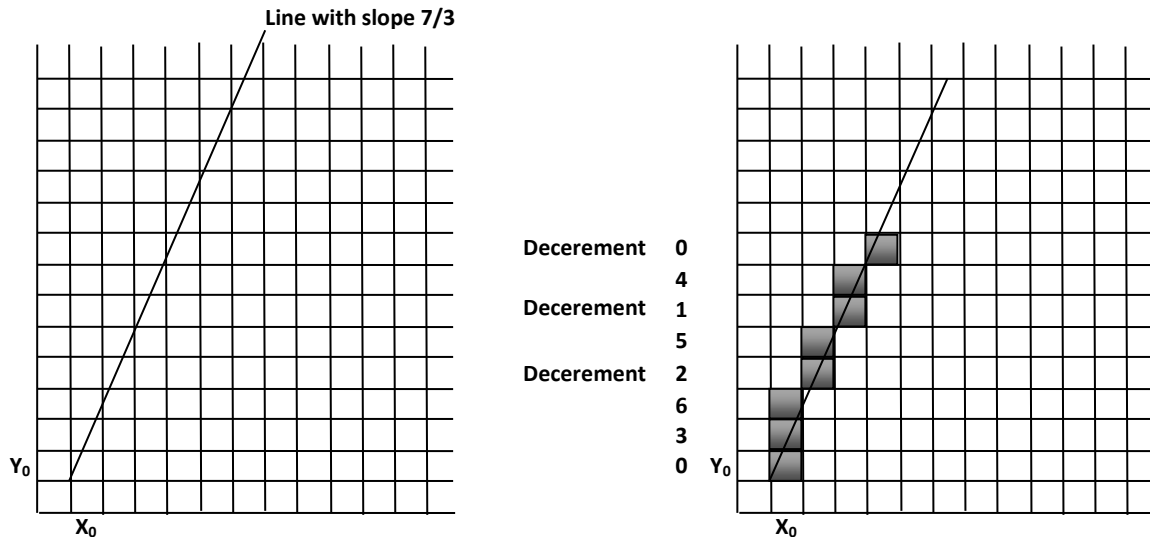 Line with slope 7/3
Y₀
X₀
Decerement 0
4
Decerement 1
5
Decerement 2
6
3
0 Y₀
X₀